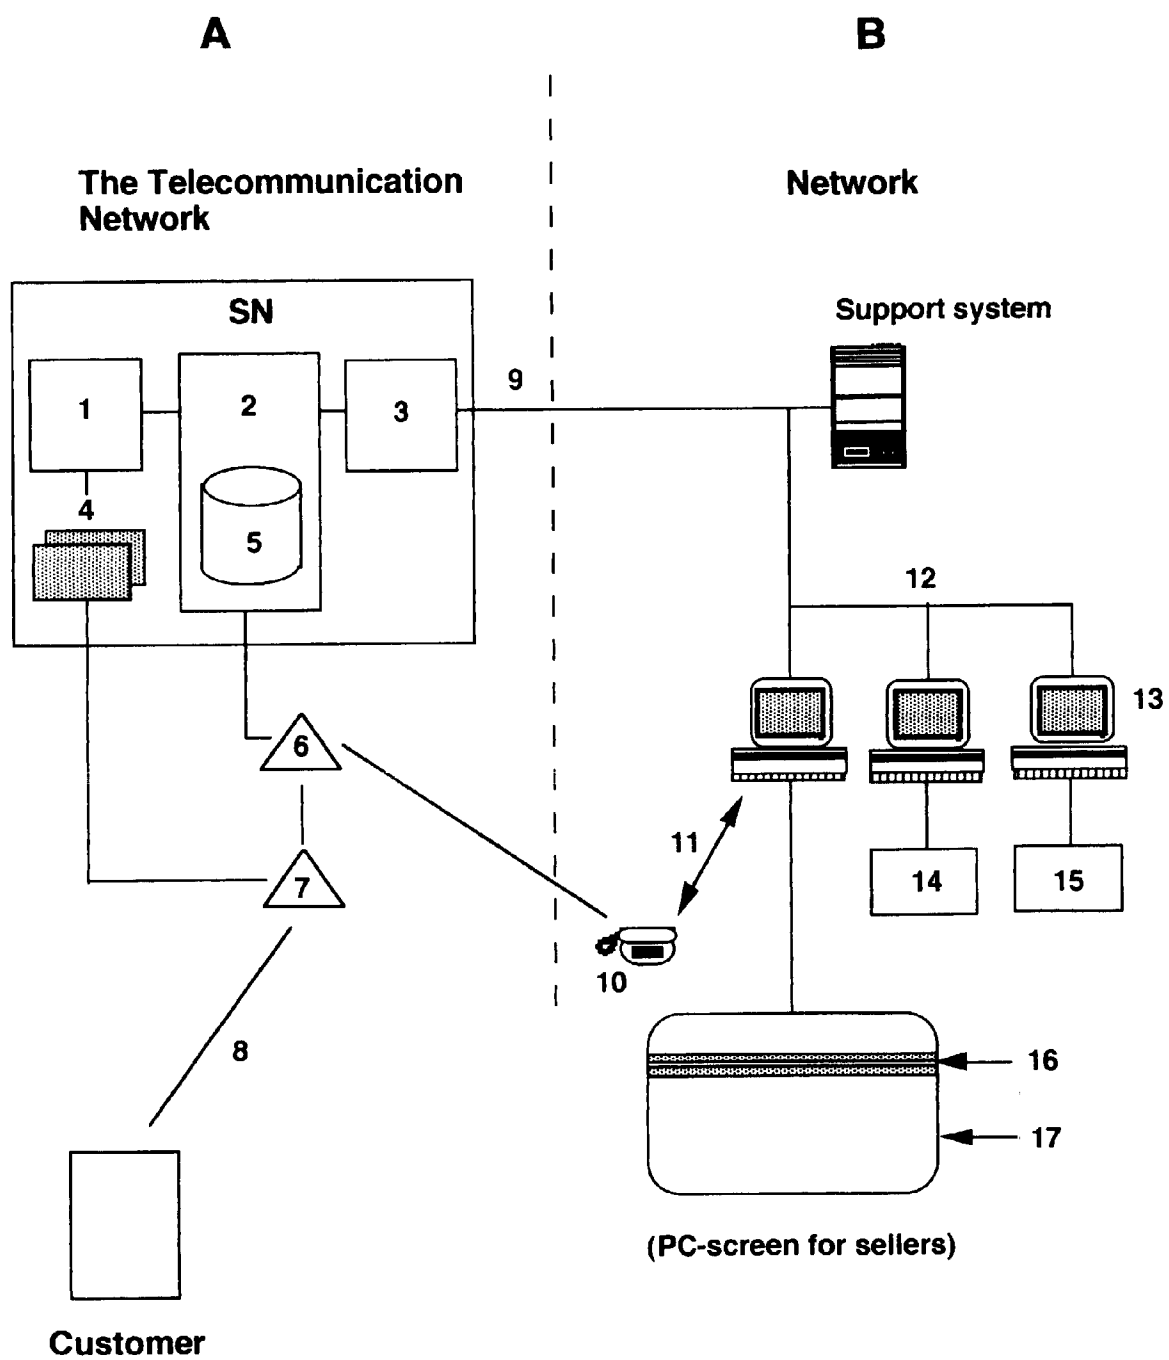 A
B
The Telecommunication
Network
Network
SN
Support system
1
2
3
9
4
5
12
13
6
11
7
14
15
10
8
16
17
(PC-screen for sellers)
Customer